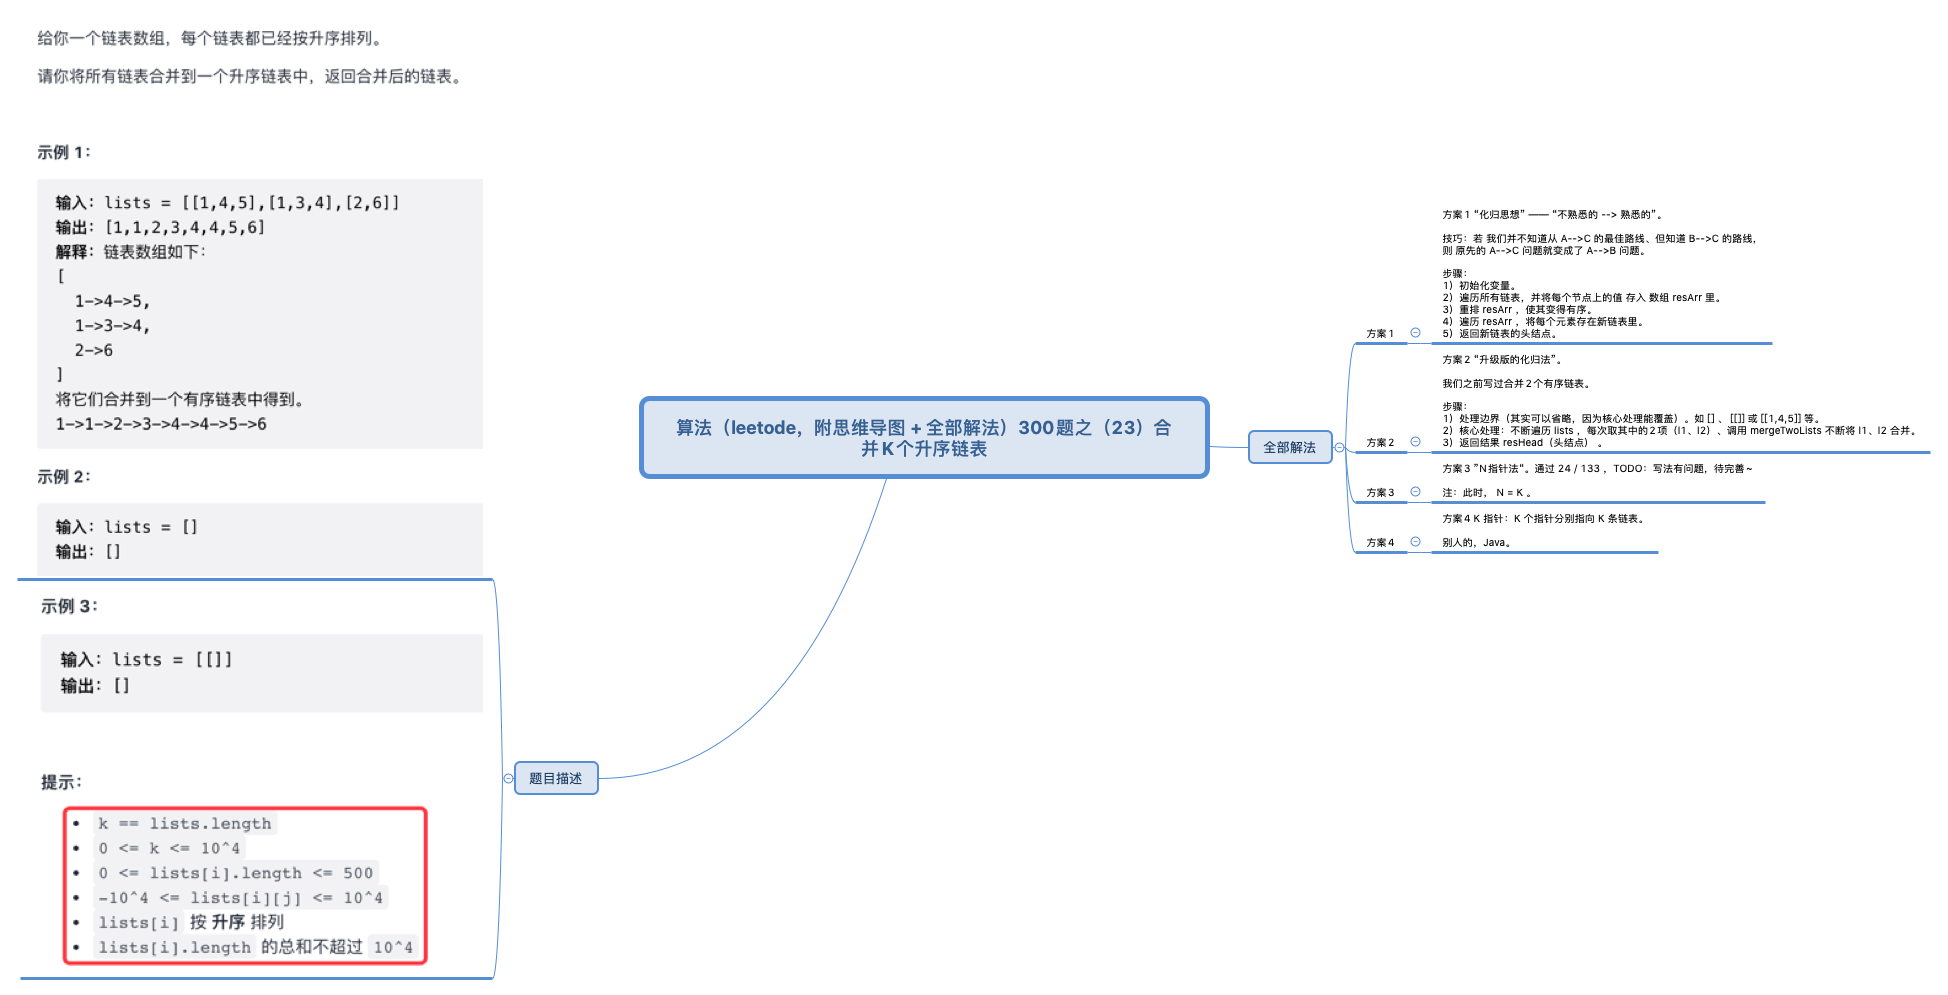 给你一个链表数组，每个链表都已经按升序排列。
请你将所有链表合并到一个升序链表中，返回合并后的链表。
示例 1：
输入：lists = [[1,4,5],[1,3,4],[2,6]]
输出：[1,1,2,3,4,4,5,6]
解释：链表数组如下：
[
1->4->5,
1->3->4,
2->6
]
将它们合并到一个有序链表中得到。
1->1->2->3->4->4->5->6
示例 2：
输入：lists = []
输出：[]
示例 3：
输入：lists = [[]]
输出：[]
提示：
• k == lists.length
• 0 <= k <= 10^4
• 0 <= lists[i].length <= 500
• -10^4 <= lists[i][j] <= 10^4
• lists[i] 按 升序 排列
• lists[i].length 的总和不超过 10^4
题目描述
算法（leetode，附思维导图 + 全部解法）300题之（23）合
并K个升序链表
全部解法
方案1
方案1 “化归思想” —— “不熟悉的 --> 熟悉的”。
技巧：若 我们并不知道从 A-->C 的最佳路线、但知道 B-->C 的路线，
则 原先的 A-->C 问题就变成了 A-->B 问题。
步骤：
1）初始化变量。
2）遍历所有链表，并将每个节点上的值 存入 数组 resArr 里。
3）重排 resArr ，使其变得有序。
4）遍历 resArr ，将每个元素存在新链表里。
5）返回新链表的头结点。
方案2
方案2 “升级版的化归法”。
我们之前写过合并2个有序链表。
步骤：
1）处理边界（其实可以省略，因为核心处理能覆盖）。如 [] 、 [[]] 或 [[1,4,5]] 等。
2）核心处理：不断遍历 lists ，每次取其中的2项（l1、l2）、调用 mergeTwoLists 不断将 l1、l2 合并。
3）返回结果 resHead（头结点） 。
方案3
方案3 ”N指针法“。通过 24 / 133 ，TODO：写法有问题，待完善~
注：此时， N = K 。
方案4
方案4 K 指针：K 个指针分别指向 K 条链表。
别人的，Java。